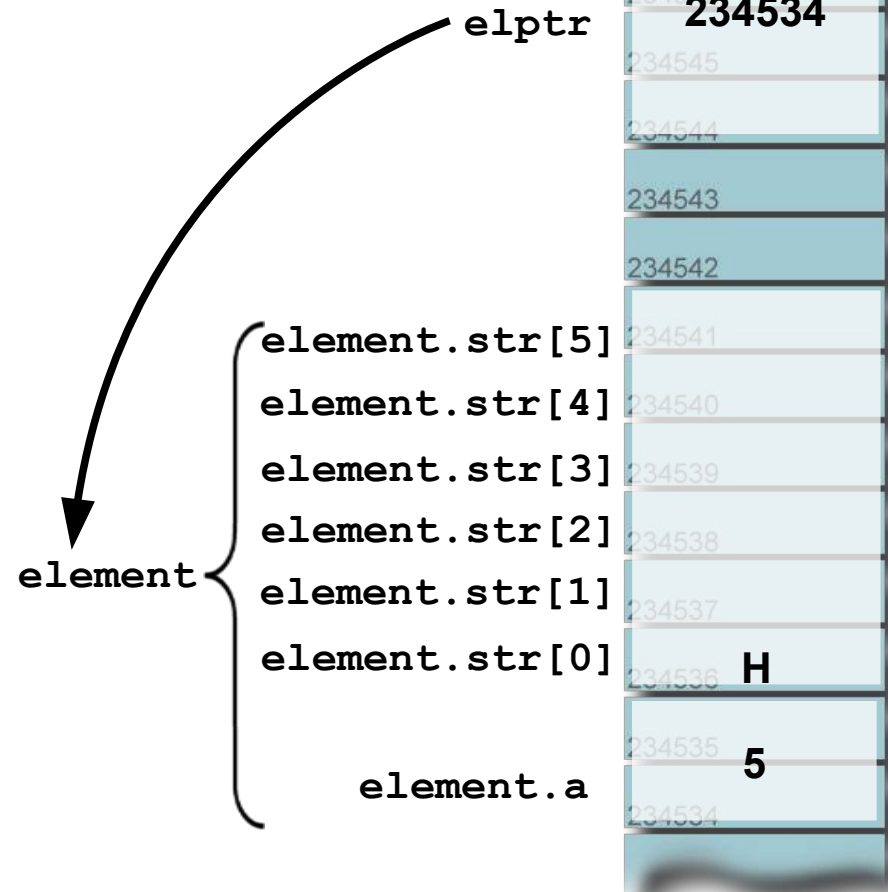 elptr 234534
234545
234544
234543
234542
element.str[5] 234541
element.str[4] 234540
element.str[3] 234539
element.str[2] 234538
element element.str[1] 234537
element.str[0] 234536 H
234535 5
element.a 234534